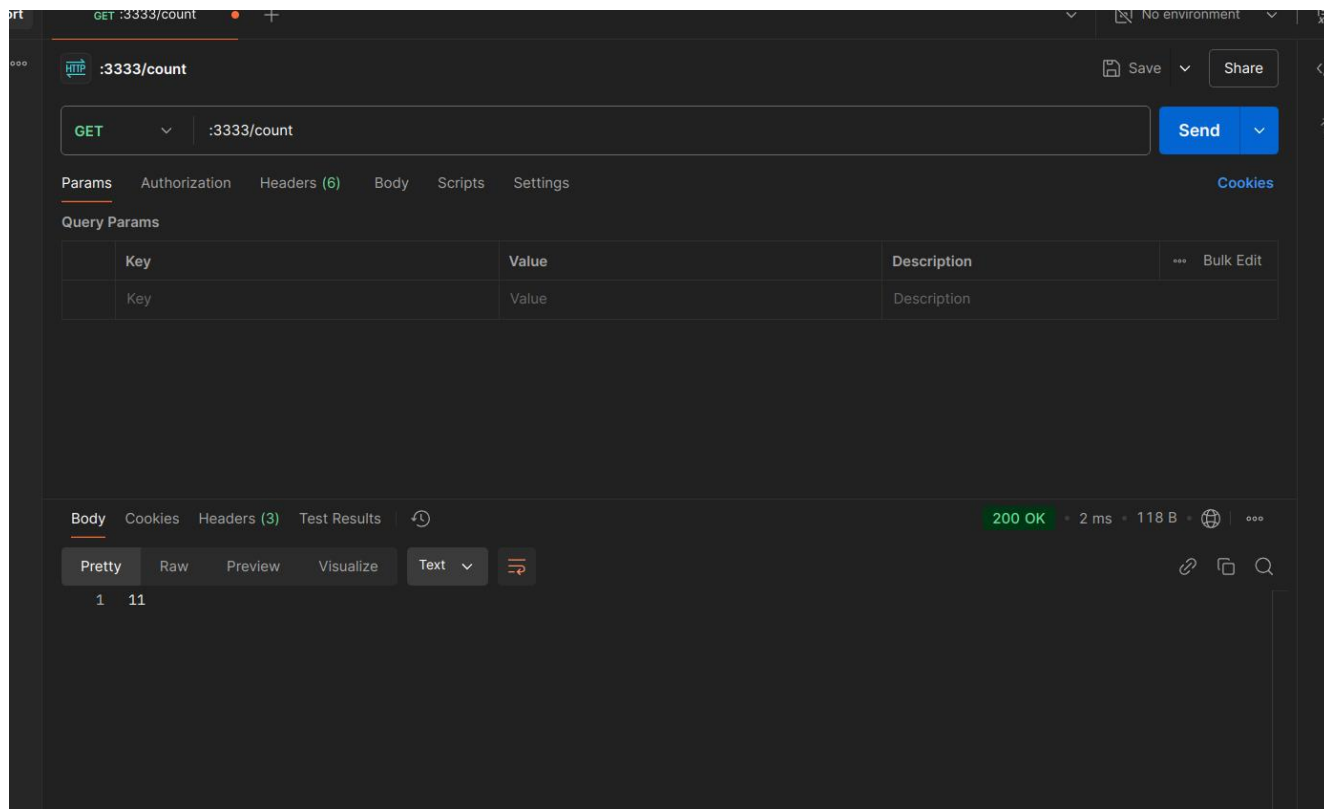 ort GET :3333/count No environment
HTTP :3333/count Save Share
GET :3333/count Send
Params Authorization Headers (6) Body Scripts Settings Cookies
Query Params
Key Value Description Bulk Edit
Key Value Description
Body Cookies Headers (3) Test Results 200 OK 2 ms 118 B
Pretty Raw Preview Visualize Text
1 11